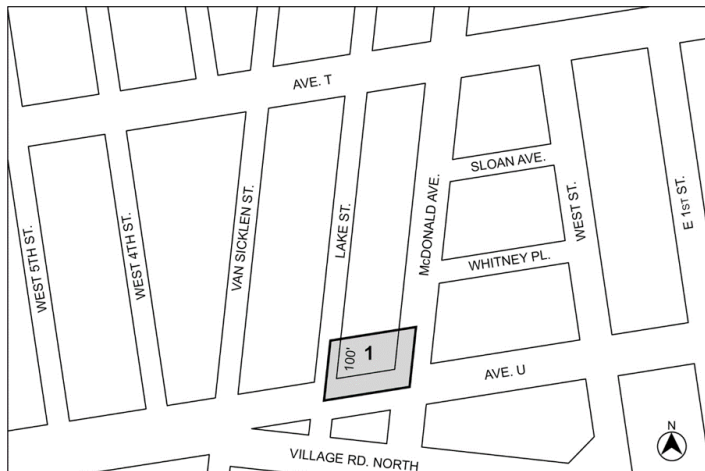 AVE. T
SLOAN AVE.
WEST 5TH ST.
WEST 4TH ST.
VAN SICKLEN ST.
LAKE ST.
McDONALD AVE.
WEST ST.
E 1ST ST.
WHITNEY PL.
100'
1
AVE. U
VILLAGE RD. NORTH
N